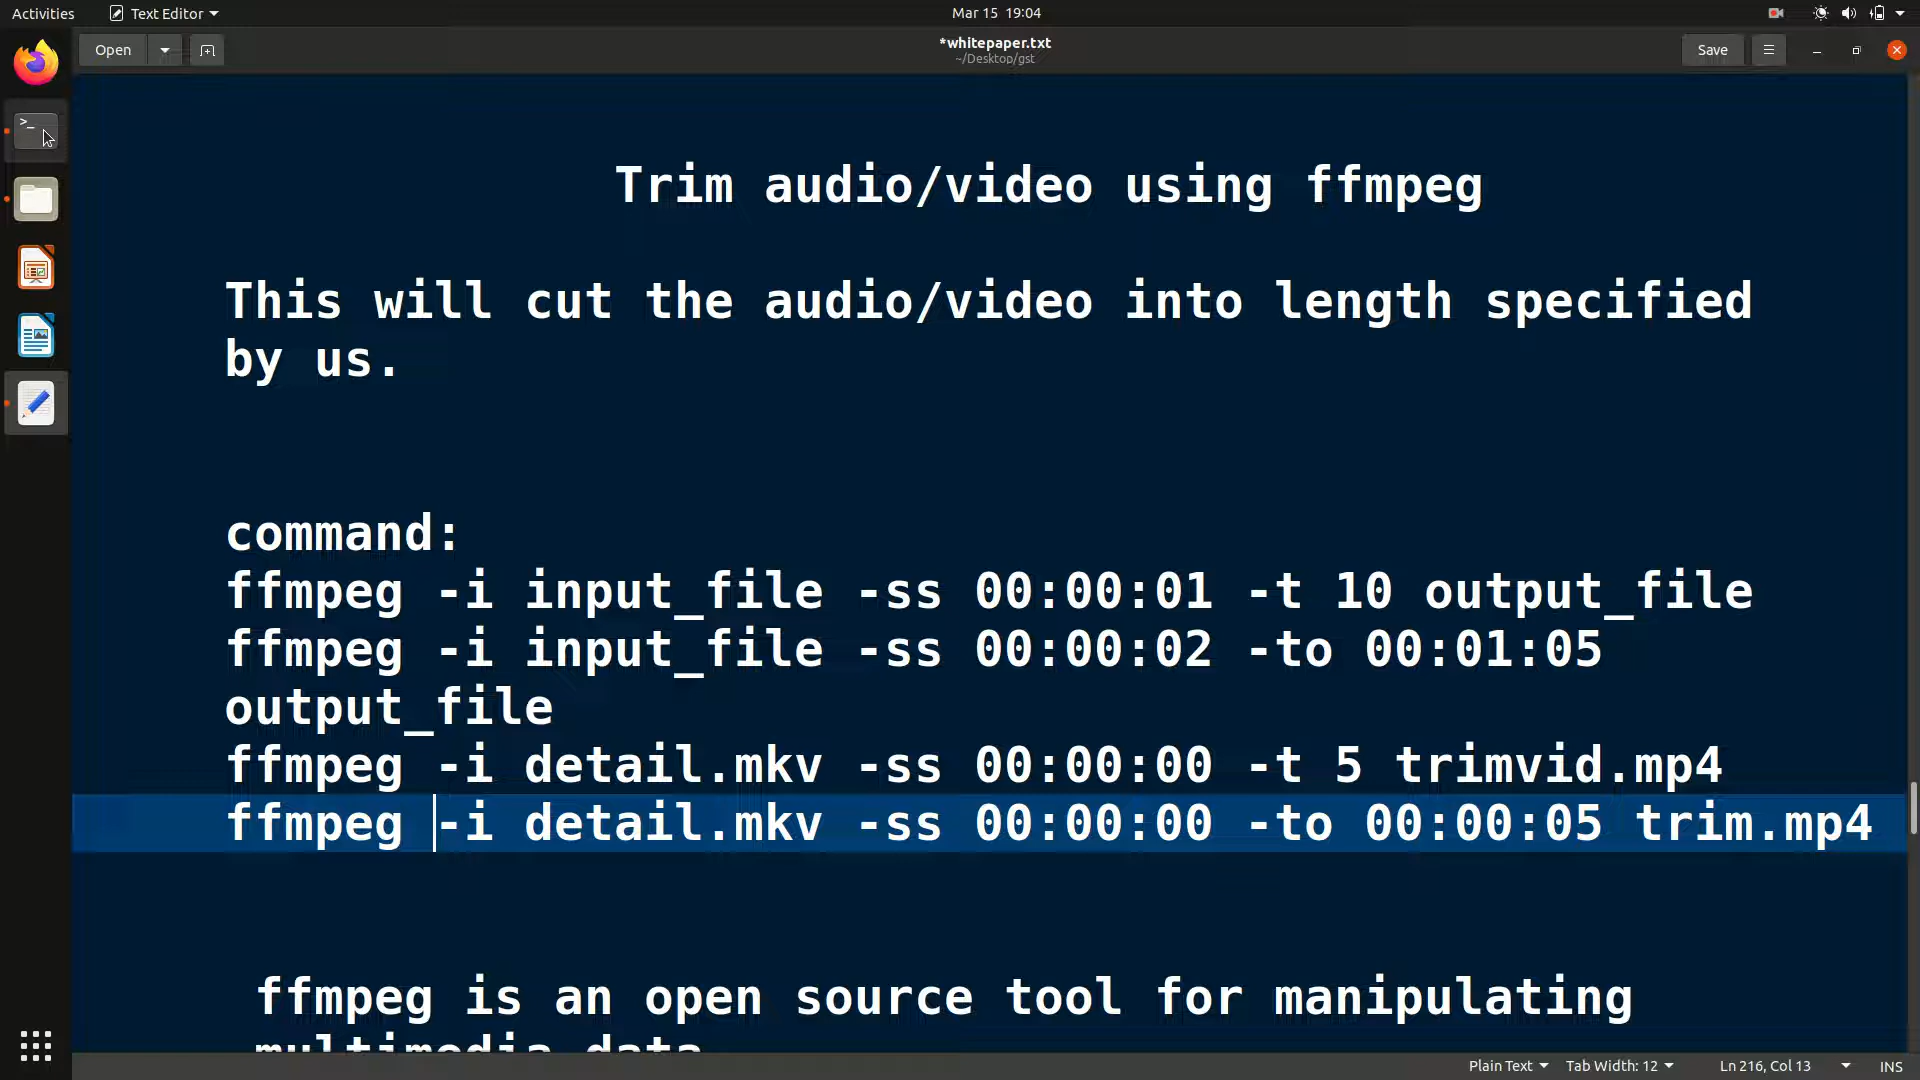 Activities
Text Editor
Mar 15 19:04
Open
*whitepaper.txt
~/Desktop/gst
Save
>_
Trim audio/video using ffmpeg
This will cut the audio/video into length specified
by us.
command:
ffmpeg -i input_file -ss 00:00:01 -t 10 output_file
ffmpeg -i input_file -ss 00:00:02 -to 00:01:05
output_file
ffmpeg -i detail.mkv -ss 00:00:00 -t 5 trimvid.mp4
ffmpeg -i detail.mkv -ss 00:00:00 -to 00:00:05 trim.mp4
ffmpeg is an open source tool for manipulating
multimedia data
Plain Text
Tab Width: 12
Ln 216, Col 13
INS